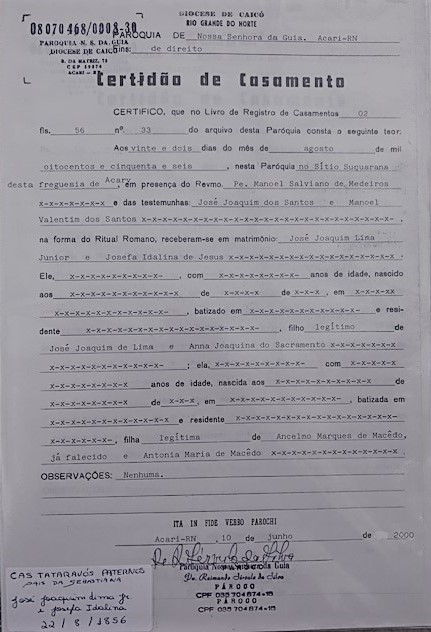 08070468/0008-30
PAROQUIA N. S. DA GUIA
DIOCESE DE CAICÓ
R. DA MATRIZ, 78
CEP 59370
ACARI - RN
DIOCESE DE CAICÓ
RIO GRANDE DO NORTE
PARÓQUIA DE Nossa Senhora da Guia. Acari-RN
Fins: de direito
Certidão de Casamento
CERTIFICO, que no Livro de Registro de Casamentos 02
fls. 56 nº. 33 do arquivo desta Paróquia consta o seguinte teor:
Aos vinte e dois dias do mês de agosto de mil
oitocentos e cinquenta e seis, nesta Paróquia no Sítio Suguarana
desta freguesia de Acary, em presença do Revmo. Pe. Manoel Salviano de Medeiros
x-x-x-x-x-x-x e das testemunhas: José Joaquim dos Santos e Manoel
Valentim dos Santos x-x-x-x-x-x-x-x-x-x-x-x-x-x-x-x-x-x-x-x-x-x-,
na forma do Ritual Romano, receberam-se em matrimônio: José Joaquim Lima
Junior e Josefa Idalina de Jesus x-x-x-x-x-x-x-x-x-x-x-x-x-x-x
Ele, x-x-x-x-x-x-x-x-x-x-, com x-x-x-x-x-x-x-x-x- anos de idade, nascido
aos x-x-x-x-x-x-x-x-x-x de x-x-x-x-x de x-x-x, em x-x-x-xx
x-x-x-x-x-x-x-x-x, batizado em x-x-x-x-x-x-x-x- e resi-
dente x-x-x-x-x-x-x-x-x-x-x-x-x-x-x-, filho legítimo de
José Joaquim de Lima e Anna Joaquina do Sacramento x-x-x-x-x-x
x-x-x-x-x-x-x-x-x-x-x-; ela, x-x-x-x-x-x-x-x- com x-x-x-x-x
x-x-x-x-x-x-x-x anos de idade, nascida aos x-x-x-x-x-x-x-x-x de
x-x-x-x-x-x-x-x-x de x-x-x, em x-x-x-x-x-x-x-x-, batizada em
x-x-x-x-x-x-x-x-x-x-x e residente x-x-x-x-x-x-x-x-x-x-x-x-x-
x-x-x-x-x-x-, filha legítima de Ancelmo Marques de Macêdo,
já falecido e Antonia Maria de Macêdo x-x-x-x-x-x-x-x-x-x-x
OBSERVAÇÕES: Nenhuma.
ITA IN FIDE VERBO PAROCHI
Acari-RN, 10 de junho de 2000
Paróquia Nossa Senhora da Guia
PÁROCO
CPF 035 704 874-15
PÁROCO
CPF 035 704 874-15
CAS TATARAVÓS PATERNOS
PAIS DA SEBASTIANA
José Joaquim Lima Jr
e Josefa Idalina
22/8/1856